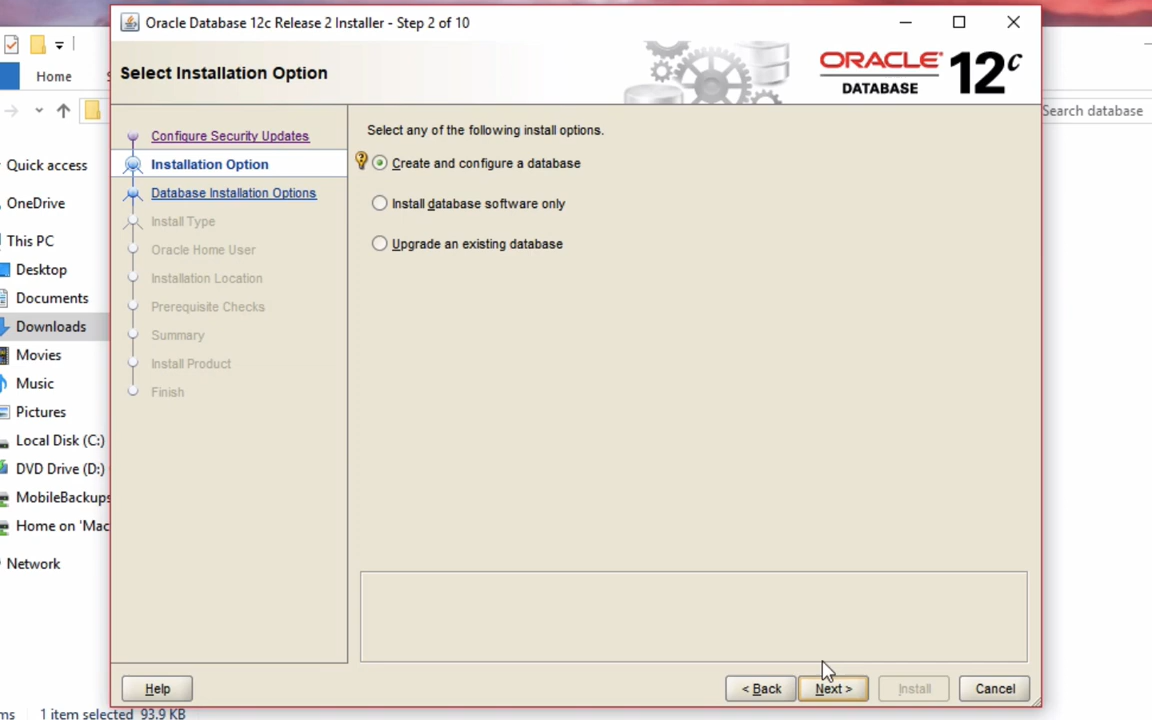 Oracle Database 12c Release 2 Installer - Step 2 of 10
Home
Select Installation Option
ORACLE
DATABASE
12c
Search database
Quick access
OneDrive
This PC
Desktop
Documents
Downloads
Movies
Music
Pictures
Local Disk (C:)
DVD Drive (D:)
MobileBackups
Home on 'Mac
Network
1 item selected 93.9 KB
Configure Security Updates
Installation Option
Database Installation Options
Install Type
Oracle Home User
Installation Location
Prerequisite Checks
Summary
Install Product
Finish
Select any of the following install options.
Create and configure a database
Install database software only
Upgrade an existing database
Help
< Back
Next >
Install
Cancel